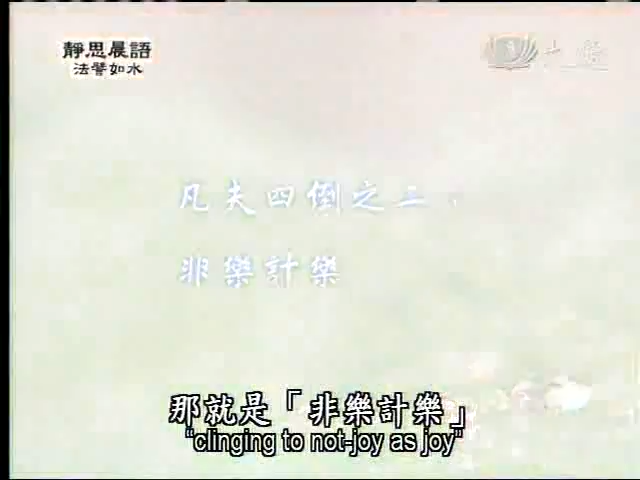 靜思晨語
法譬如水
凡夫四倒之二，
非樂計樂
那就是「非樂計樂」
“clinging to not-joy as joy”